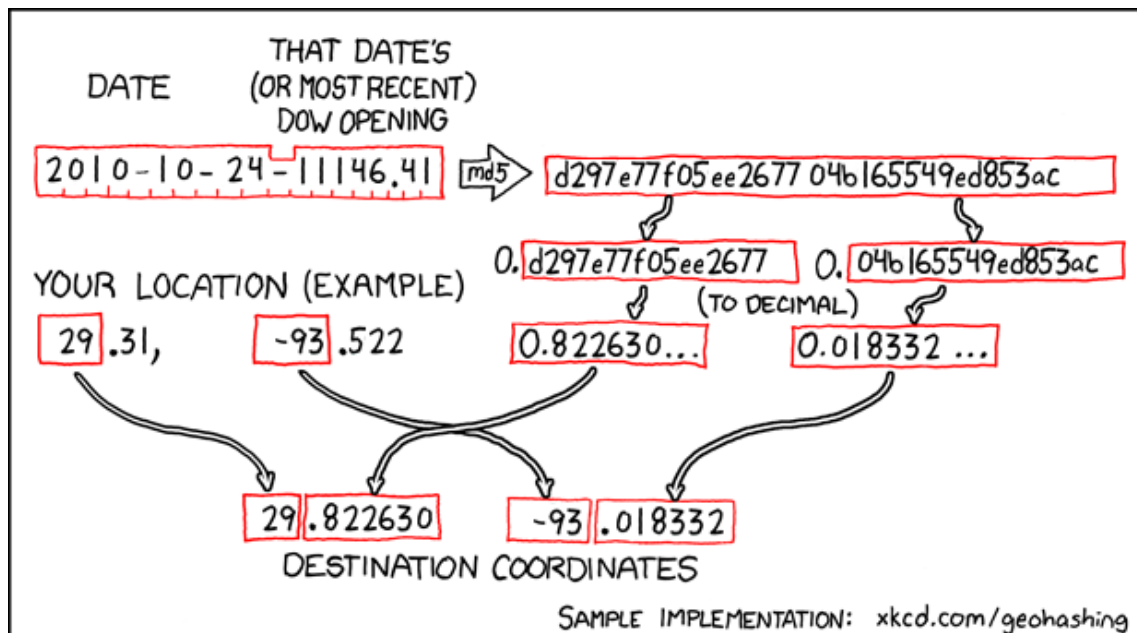 DATE
THAT DATE'S
(OR MOST RECENT)
DOW OPENING
2010-10-24-11146.41
md5
d297e77f05ee2677 04b165549ed853ac
0.d297e77f05ee2677
0.04b165549ed853ac
YOUR LOCATION (EXAMPLE)
(TO DECIMAL)
29.31,
-93.522
0.822630...
0.018332...
29.822630
-93.018332
DESTINATION COORDINATES
SAMPLE IMPLEMENTATION: xkcd.com/geohashing